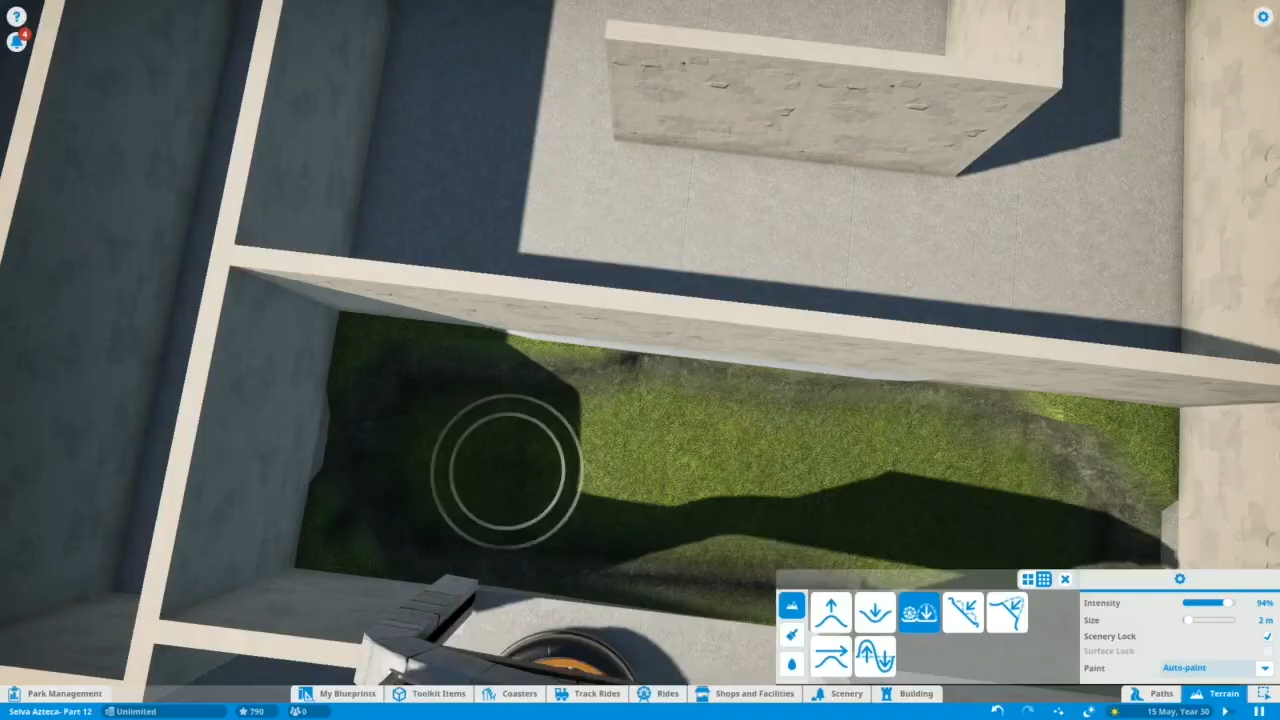 ?
4
Intensity 94%
Size 2 m
Scenery Lock
Surface Lock
Paint Auto-paint
Park Management My Blueprints Toolkit Items Coasters Track Rides Rides Shops and Facilities Scenery Building Paths Terrain
Selva Azteca- Part 12 Unlimited 790 0 15 May, Year 30